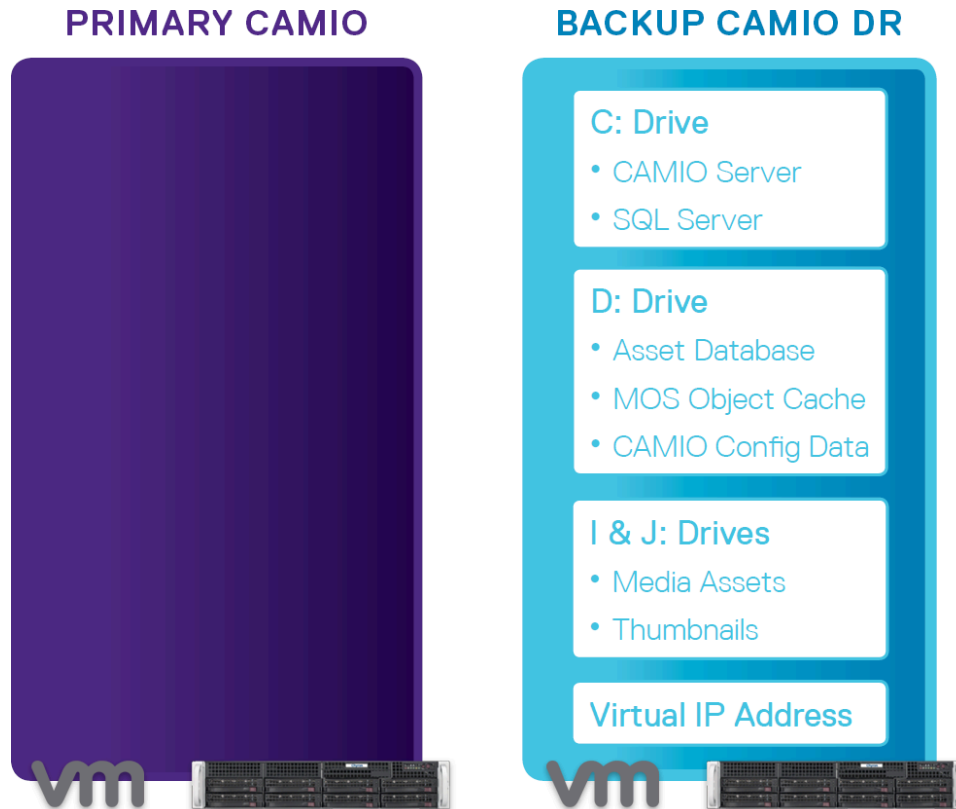 PRIMARY CAMIO
BACKUP CAMIO DR
C: Drive
• CAMIO Server
• SQL Server
D: Drive
• Asset Database
• MOS Object Cache
• CAMIO Config Data
I & J: Drives
• Media Assets
• Thumbnails
Virtual IP Address
vm
vm